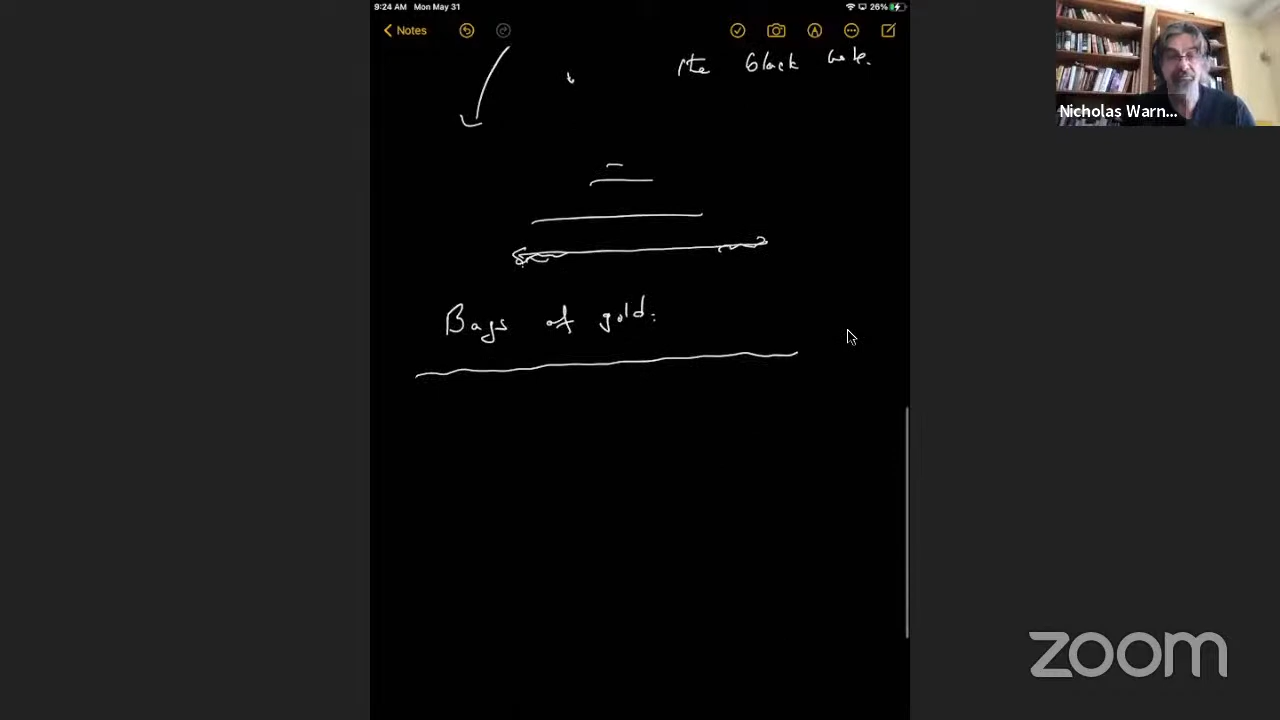 9:24 AM Mon May 31
26%
Notes
the black hole.
Nicholas Warn...
Bags of gold:
zoom